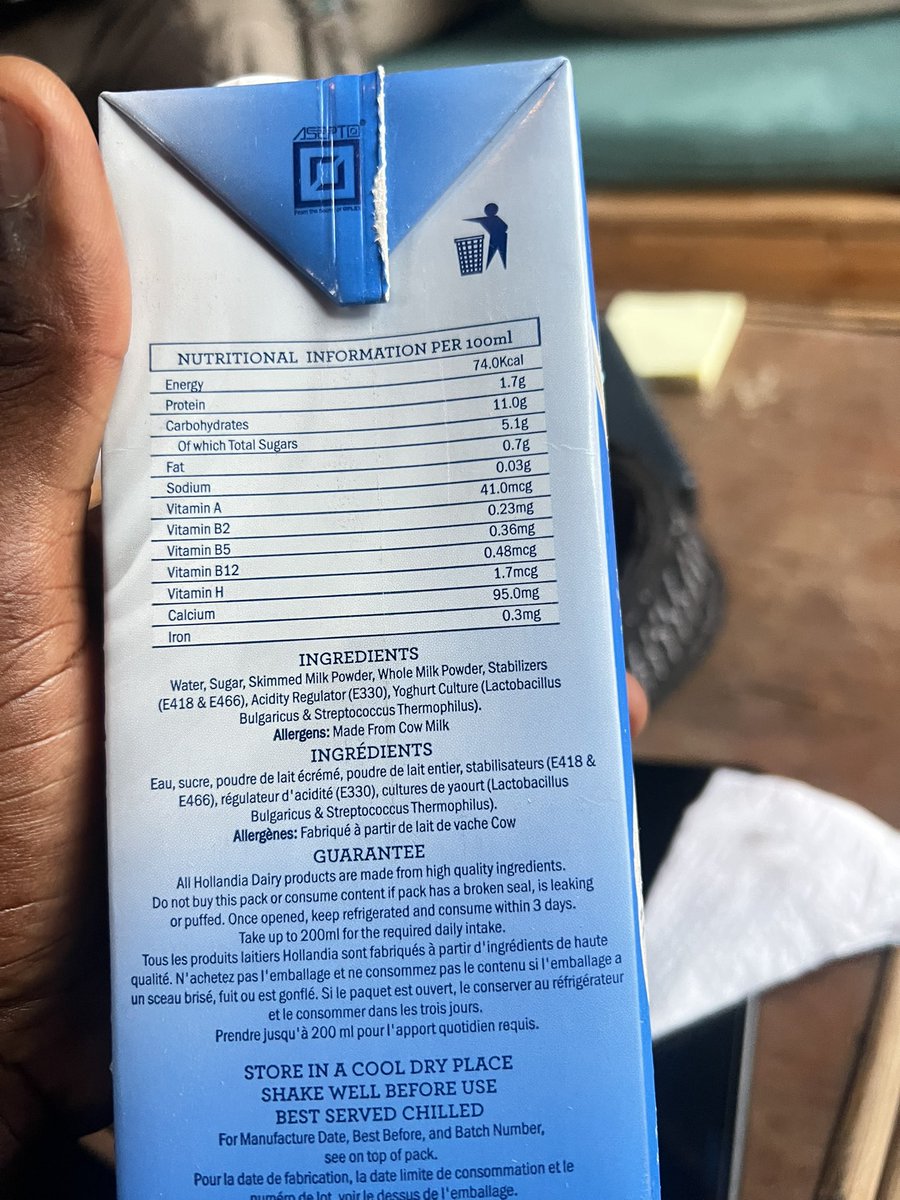 ASEPTO
NUTRITIONAL INFORMATION PER 100ml
Energy 74.0Kcal
Protein 1.7g
Carbohydrates 11.0g
Of which Total Sugars 5.1g
Fat 0.7g
Sodium 0.03g
Vitamin A 41.0mcg
Vitamin B2 0.23mg
Vitamin B5 0.36mg
Vitamin B12 0.48mcg
Vitamin H 1.7mcg
Calcium 95.0mg
Iron 0.3mg
INGREDIENTS
Water, Sugar, Skimmed Milk Powder, Whole Milk Powder, Stabilizers
(E418 & E466), Acidity Regulator (E330), Yoghurt Culture (Lactobacillus
Bulgaricus & Streptococcus Thermophilus).
Allergens: Made From Cow Milk
INGRÉDIENTS
Eau, sucre, poudre de lait écrémé, poudre de lait entier, stabilisateurs (E418 &
E466), régulateur d'acidité (E330), cultures de yaourt (Lactobacillus
Bulgaricus & Streptococcus Thermophilus).
Allergènes: Fabriqué à partir de lait de vache Cow
GUARANTEE
All Hollandia Dairy products are made from high quality ingredients.
Do not buy this pack or consume content if pack has a broken seal, is leaking
or puffed. Once opened, keep refrigerated and consume within 3 days.
Take up to 200ml for the required daily intake.
Tous les produits laitiers Hollandia sont fabriqués à partir d'ingrédients de haute
qualité. N'achetez pas l'emballage et ne consommez pas le contenu si l'emballage a
un sceau brisé, fuit ou est gonflé. Si le paquet est ouvert, le conserver au réfrigérateur
et le consommer dans les trois jours.
Prendre jusqu'à 200 ml pour l'apport quotidien requis.
STORE IN A COOL DRY PLACE
SHAKE WELL BEFORE USE
BEST SERVED CHILLED
For Manufacture Date, Best Before, and Batch Number,
see on top of pack.
Pour la date de fabrication, la date limite de consommation et le
numéro de lot, voir le dessus de l'emballage.